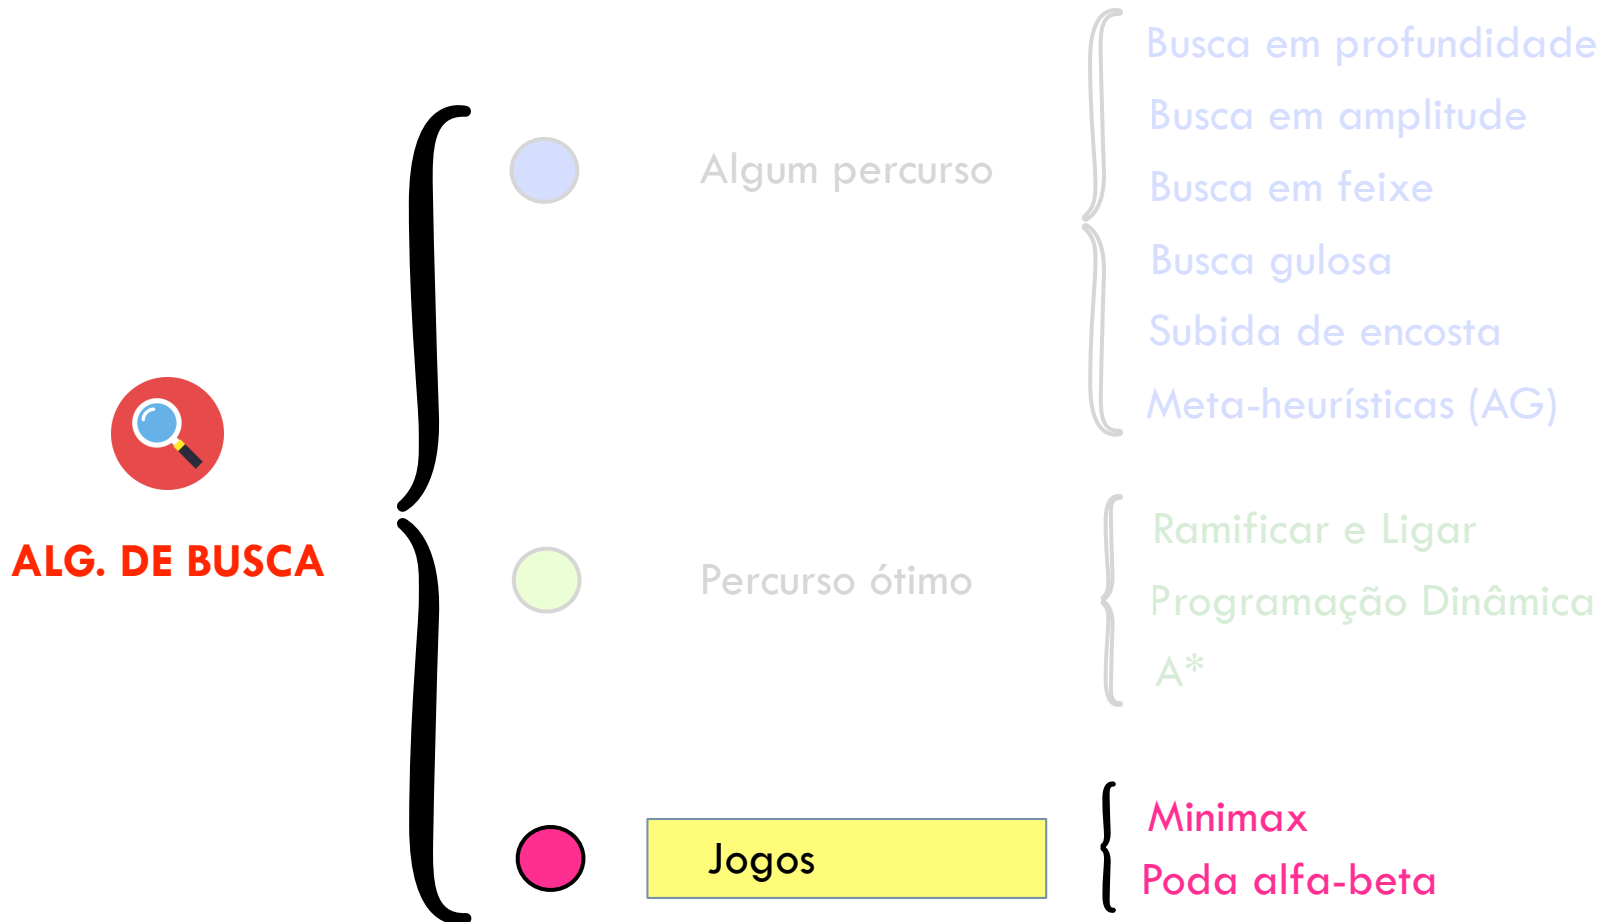 ALG. DE BUSCA
Algum percurso
Busca em profundidade
Busca em amplitude
Busca em feixe
Busca gulosa
Subida de encosta
Meta-heurísticas (AG)
Percurso ótimo
Ramificar e Ligar
Programação Dinâmica
A*
Jogos
Minimax
Poda alfa-beta